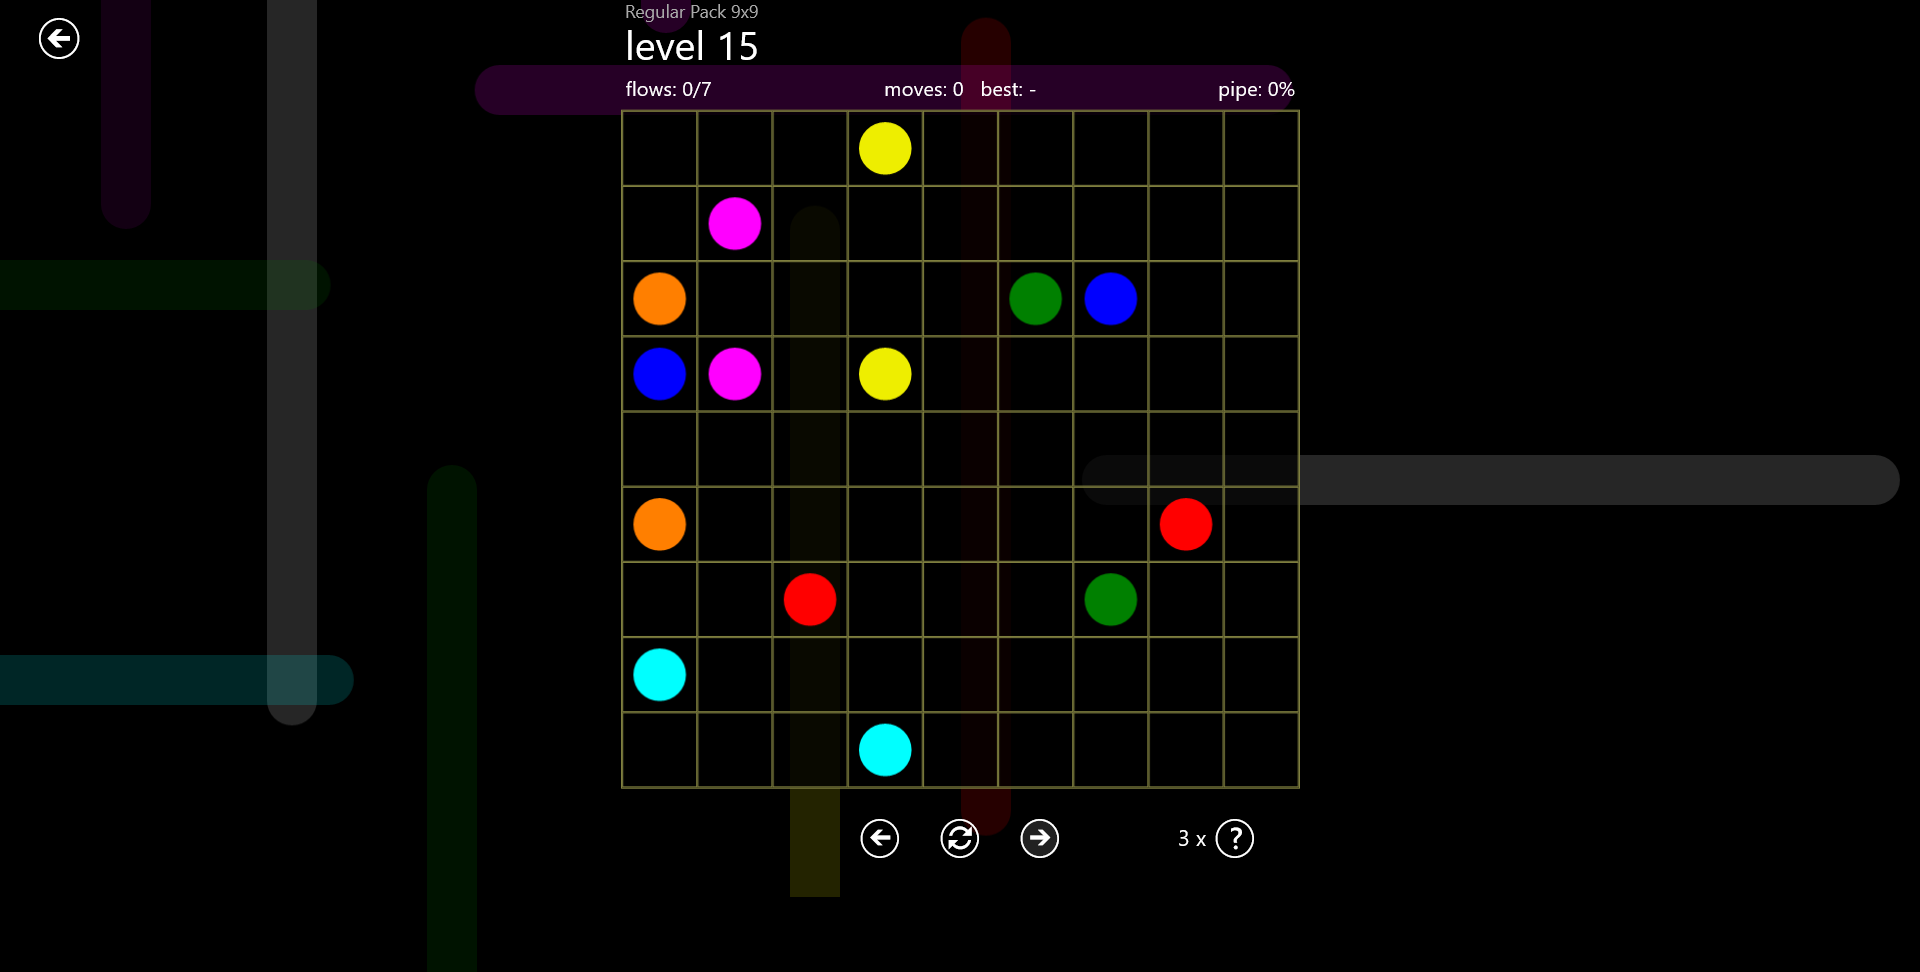 Regular Pack 9x9
level 15
flows: 0/7 moves: 0 best: - pipe: 0%
3 x ?